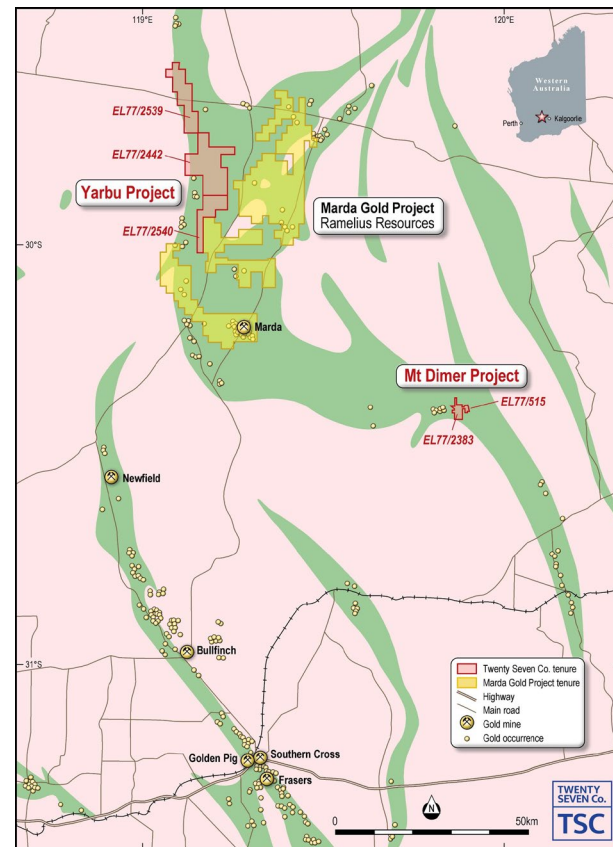 119°E
120°E
Western
Australia
Perth
Kalgoorlie
EL77/2539
EL77/2442
Yarbu Project
EL77/2540
Marda Gold Project
Ramelius Resources
30°S
Marda
Mt Dimer Project
EL77/515
EL77/2383
Newfield
Bullfinch
31°S
Twenty Seven Co. tenure
Marda Gold Project tenure
Highway
Main road
Gold mine
Gold occurrence
Golden Pig
Southern Cross
Frasers
N
0
50km
TWENTY
SEVEN Co.
TSC